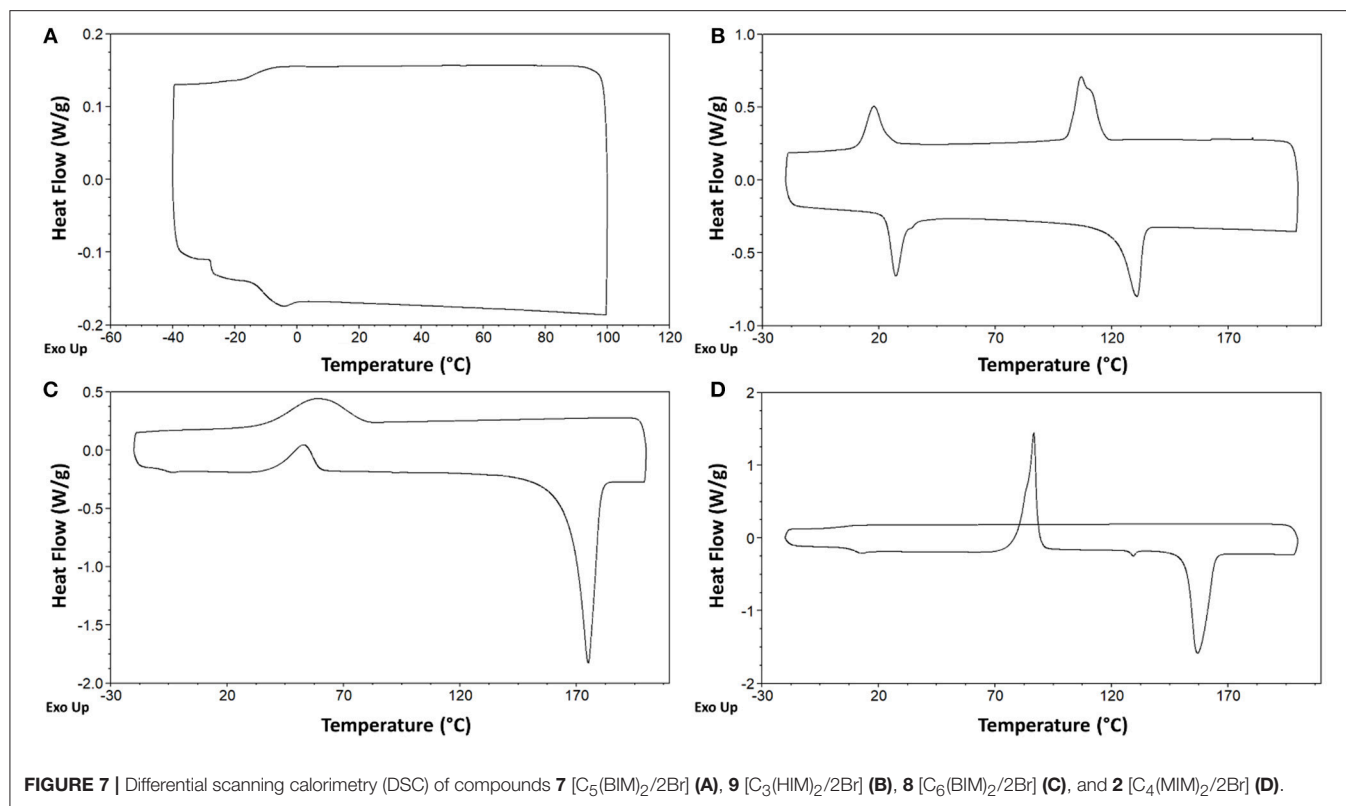 A
Heat Flow (W/g)
0.2
0.1
0.0
-0.1
-0.2
-60 -40 -20 0 20 40 60 80 100 120
Exo Up
Temperature (°C)
B
Heat Flow (W/g)
1.0
0.5
0.0
-0.5
-1.0
-30 20 70 120 170
Exo Up
Temperature (°C)
C
Heat Flow (W/g)
0.5
0.0
-0.5
-1.0
-1.5
-2.0
-30 20 70 120 170
Exo Up
Temperature (°C)
D
Heat Flow (W/g)
2
1
0
-1
-2
-30 20 70 120 170
Exo Up
Temperature (°C)
FIGURE 7 | Differential scanning calorimetry (DSC) of compounds 7 [C₅(BIM)₂/2Br] (A), 9 [C₃(HIM)₂/2Br] (B), 8 [C₆(BIM)₂/2Br] (C), and 2 [C₄(MIM)₂/2Br] (D).